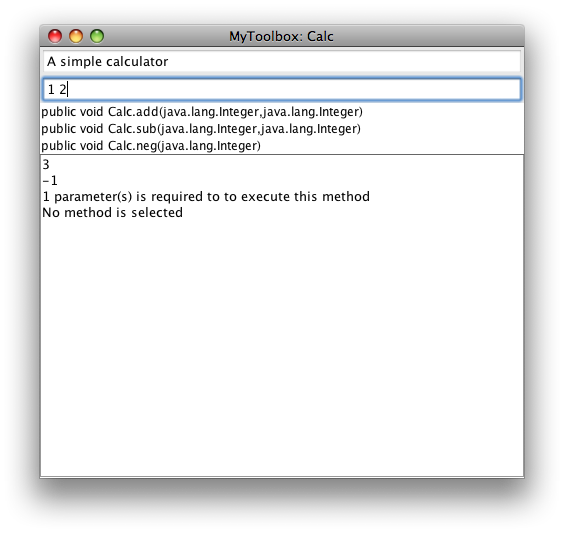 MyToolbox: Calc
A simple calculator
1 2
public void Calc.add(java.lang.Integer,java.lang.Integer)
public void Calc.sub(java.lang.Integer,java.lang.Integer)
public void Calc.neg(java.lang.Integer)
3
-1
1 parameter(s) is required to to execute this method
No method is selected